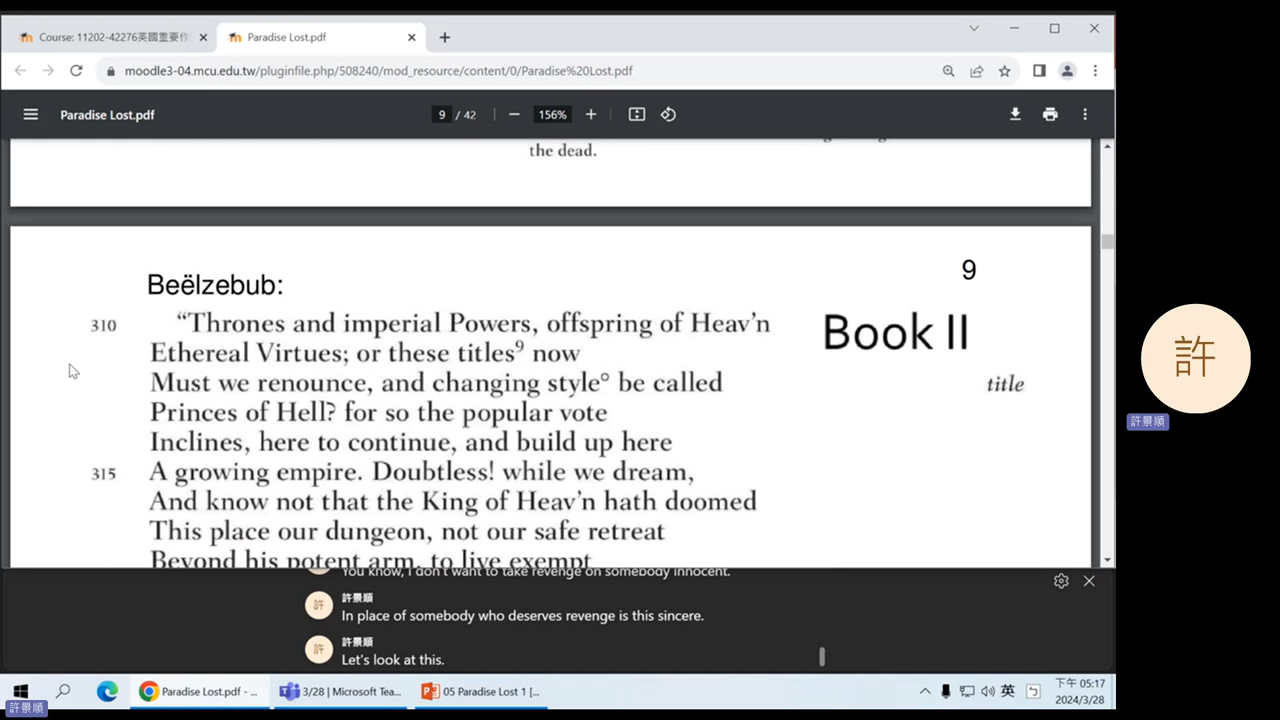 Course: 11202-42276英國重要作
Paradise Lost.pdf
moodle3-04.mcu.edu.tw/pluginfile.php/508240/mod_resource/content/0/Paradise%20Lost.pdf
Paradise Lost.pdf
9 / 42
156%
the dead.
9
Beëlzebub:
Book II
310 “Thrones and imperial Powers, offspring of Heav’n
Ethereal Virtues; or these titles⁹ now
Must we renounce, and changing style° be called title
Princes of Hell? for so the popular vote
Inclines, here to continue, and build up here
315 A growing empire. Doubtless! while we dream,
And know not that the King of Heav’n hath doomed
This place our dungeon, not our safe retreat
Beyond his potent arm, to live exempt
You know, I don't want to take revenge on somebody innocent.
許 許景順
In place of somebody who deserves revenge is this sincere.
許 許景順
Let's look at this.
許
許景順
Paradise Lost.pdf - ...
3/28 | Microsoft Tea...
05 Paradise Lost 1 [...
英
下午 05:17
2024/3/28
許景順